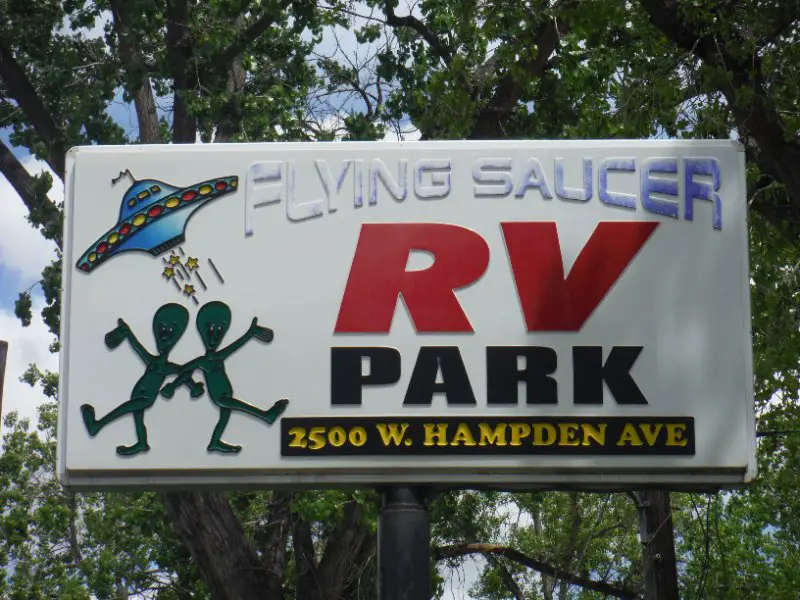 FLYING SAUCER
RV
PARK
2500 W. HAMPDEN AVE